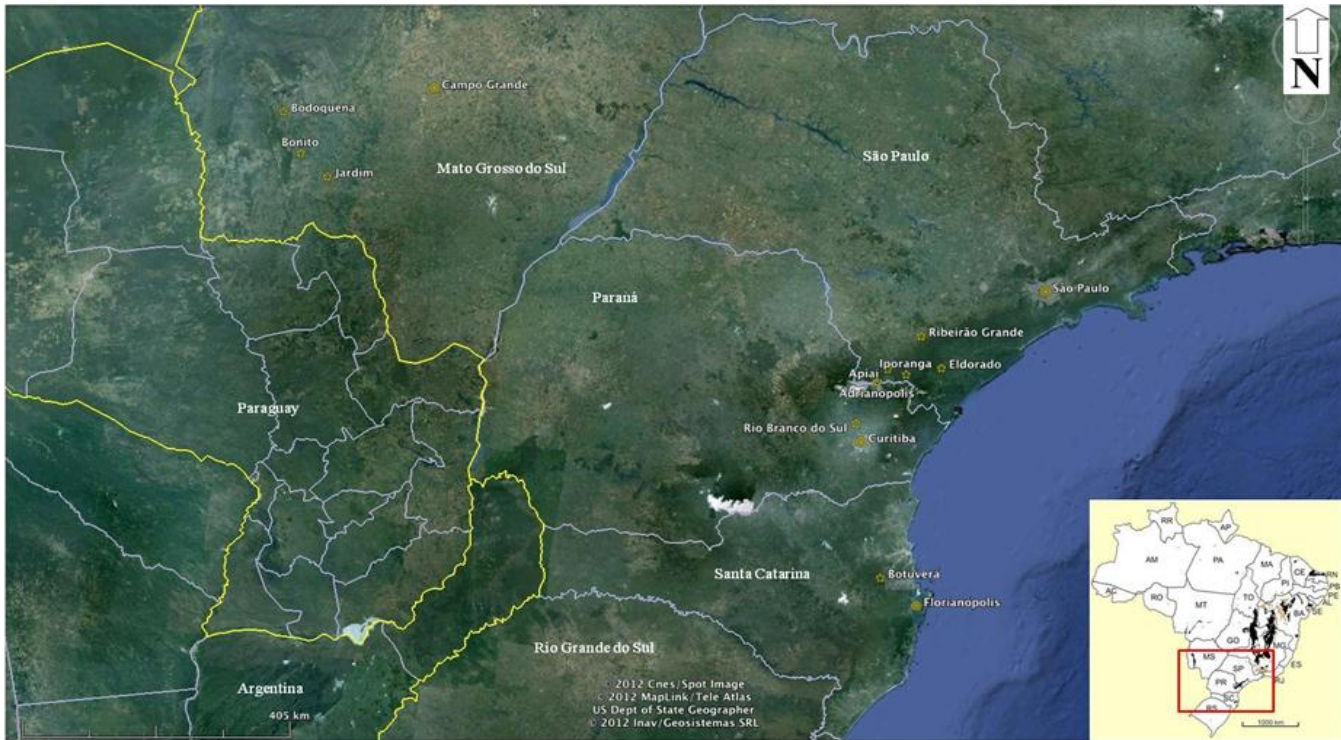 N
Campo Grande
Bodoquena
Bonito
Jardim
Mato Grosso do Sul
São Paulo
São Paulo
Paraná
Ribeirão Grande
Iporanga
Eldorado
Apiaí
Adrianópolis
Paraguay
Rio Branco do Sul
Curitiba
Santa Catarina
Botuverá
Florianópolis
Rio Grande do Sul
Argentina
405 km
© 2012 Cnes/Spot Image
© 2012 MapLink/Tele Atlas
US Dept of State Geographer
© 2012 Inav/Geosistemas SRL
RR
AP
AM
PA
MA
CE
RN
PB
PE
AL
SE
PI
AC
RO
TO
BA
MT
GO
MG
ES
MS
SP
RJ
PR
SC
RS
1000 km